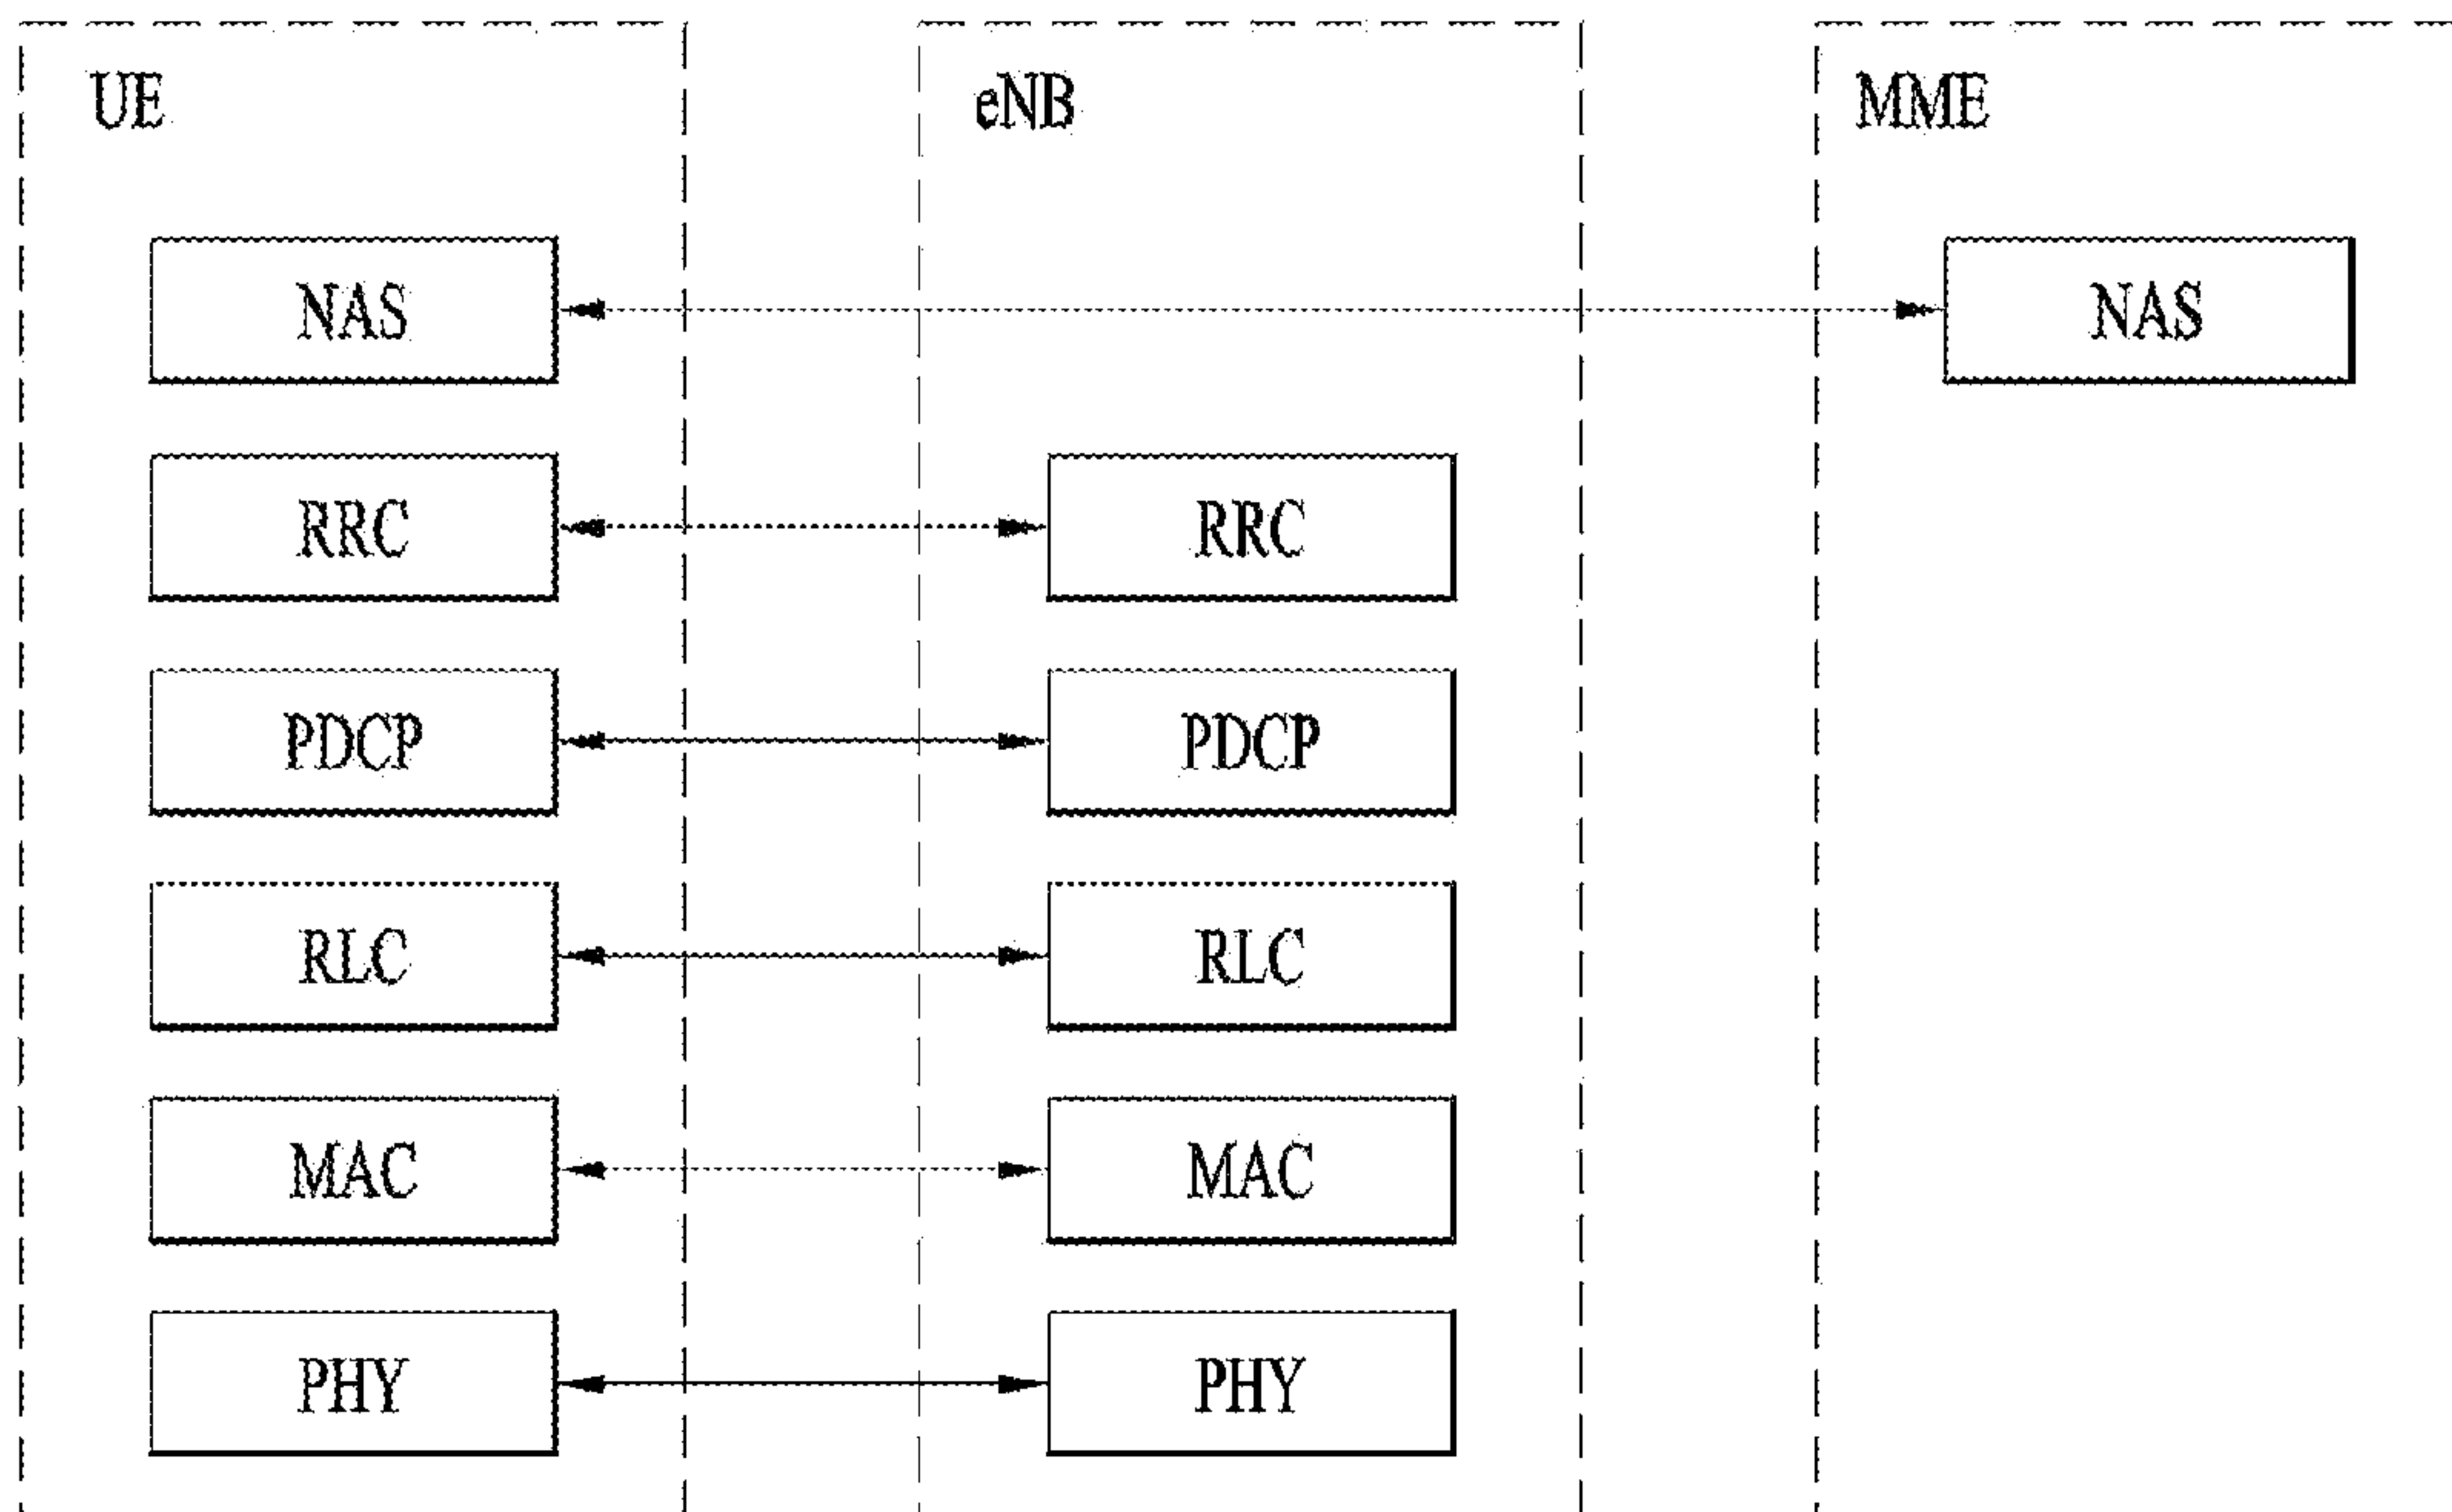 UE eNB MME
NAS NAS
RRC RRC
PDCP PDCP
RLC RLC
MAC MAC
PHY PHY